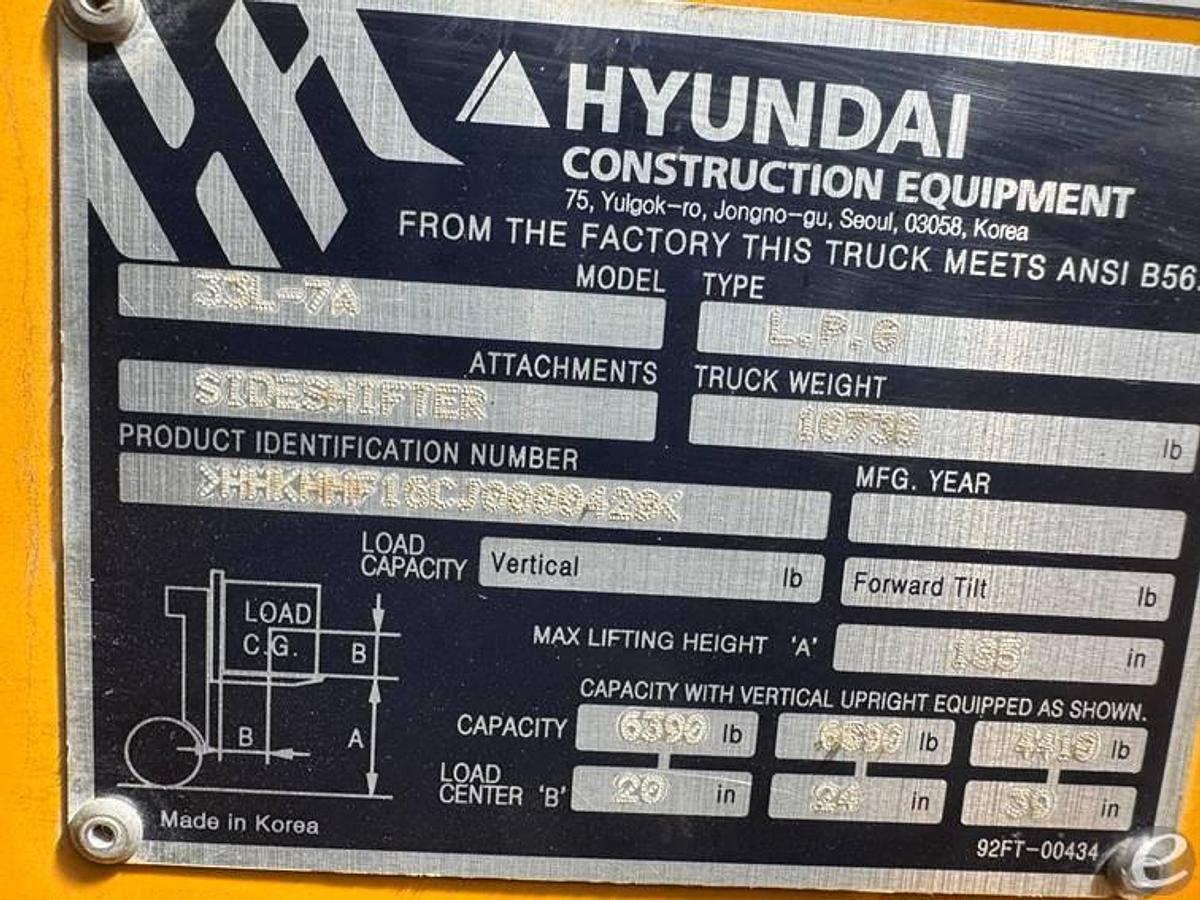 HYUNDAI
CONSTRUCTION EQUIPMENT
75, Yulgok-ro, Jongno-gu, Seoul, 03058, Korea
FROM THE FACTORY THIS TRUCK MEETS ANSI B56.
MODEL TYPE
33L-7A L.P.G
ATTACHMENTS TRUCK WEIGHT
SIDESHIFTER lb
PRODUCT IDENTIFICATION NUMBER
MFG. YEAR
LOAD
CAPACITY Vertical lb Forward Tilt lb
MAX LIFTING HEIGHT 'A' in
CAPACITY WITH VERTICAL UPRIGHT EQUIPPED AS SHOWN.
CAPACITY 6390 lb lb lb
LOAD
CENTER 'B' 20 in 24 in in
LOAD
C.G.
B
B
A
Made in Korea
92FT-00434
e